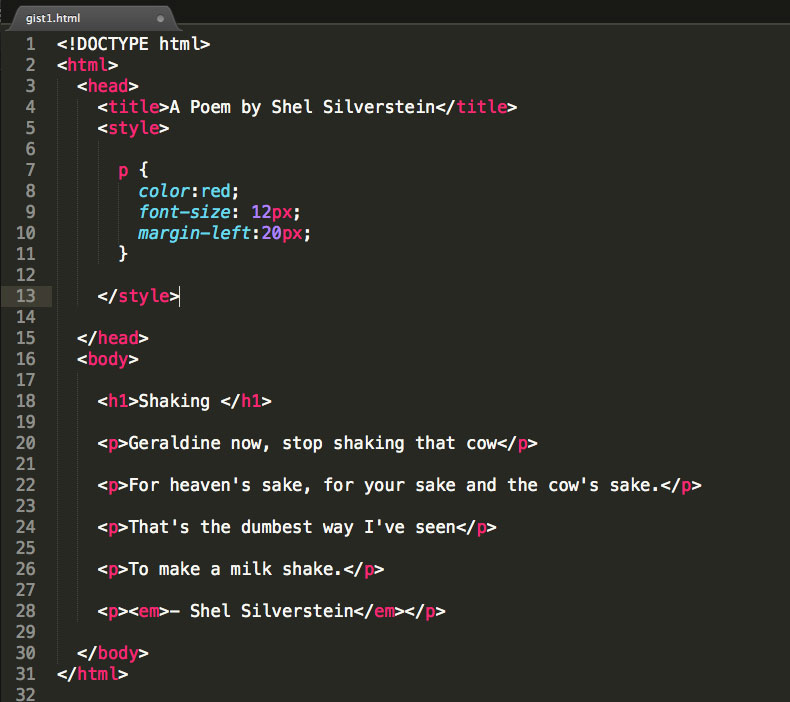 gist1.html
1 <!DOCTYPE html>
2 <html>
3 <head>
4 <title>A Poem by Shel Silverstein</title>
5 <style>
6
7 p {
8 color:red;
9 font-size: 12px;
10 margin-left:20px;
11 }
12
13 </style>
14
15 </head>
16 <body>
17
18 <h1>Shaking </h1>
19
20 <p>Geraldine now, stop shaking that cow</p>
21
22 <p>For heaven's sake, for your sake and the cow's sake.</p>
23
24 <p>That's the dumbest way I've seen</p>
25
26 <p>To make a milk shake.</p>
27
28 <p><em>- Shel Silverstein</em></p>
29
30 </body>
31 </html>
32